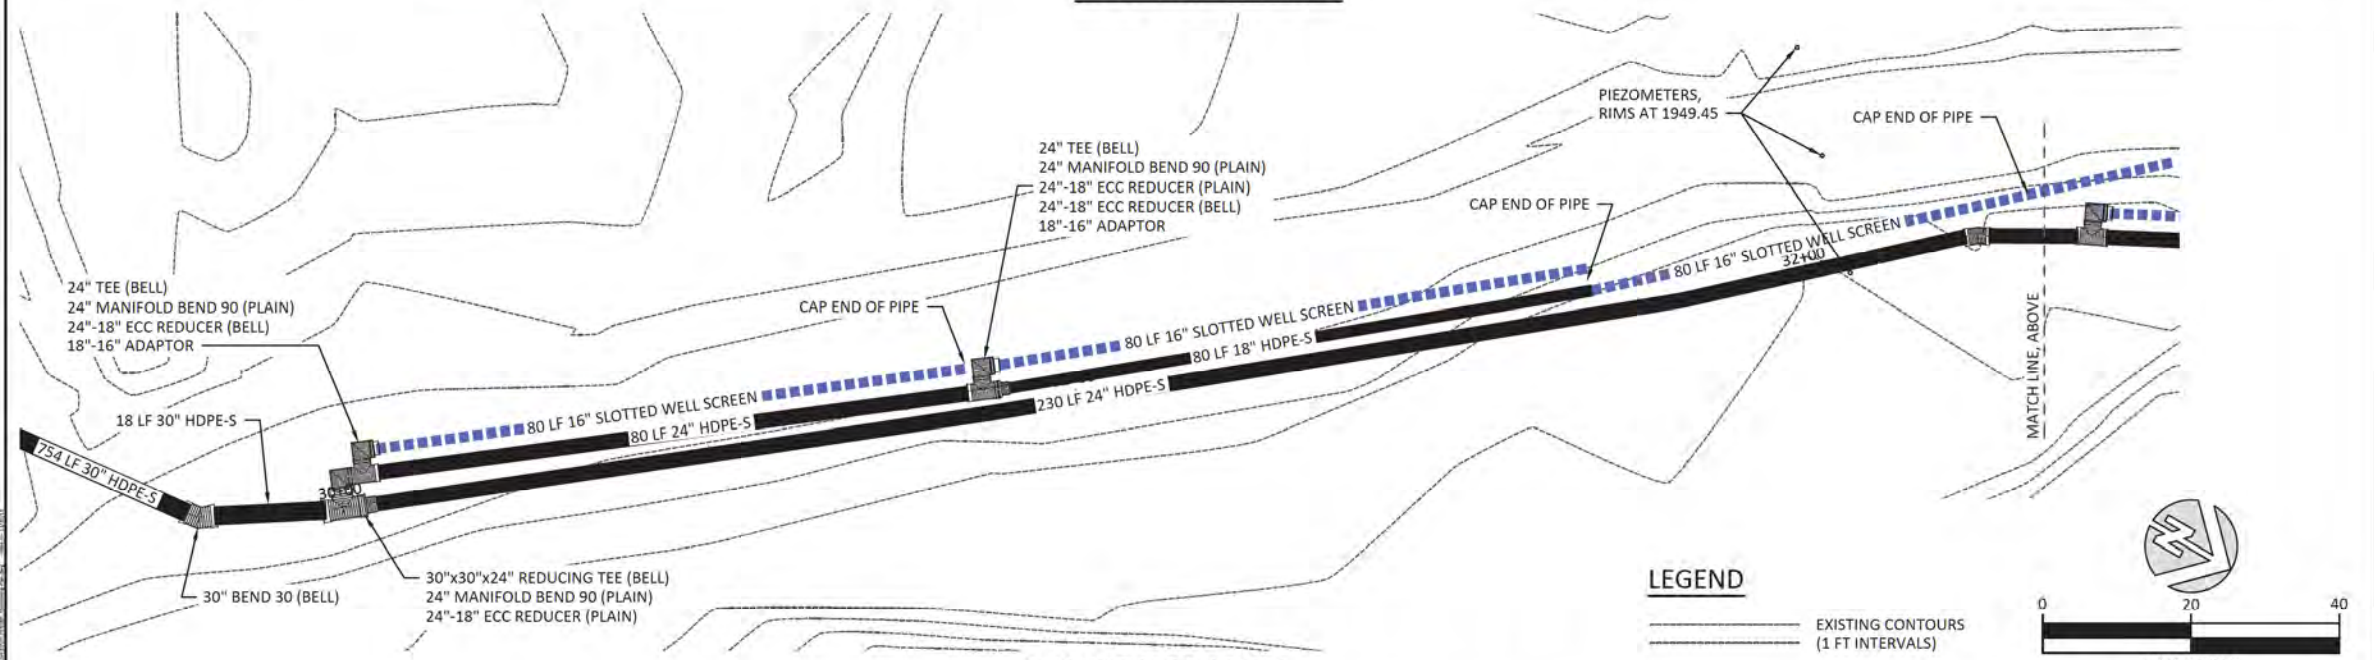 PIEZOMETERS,
RIMS AT 1949.45
CAP END OF PIPE
24" TEE (BELL)
24" MANIFOLD BEND 90 (PLAIN)
24"-18" ECC REDUCER (PLAIN)
24"-18" ECC REDUCER (BELL)
18"-16" ADAPTOR
CAP END OF PIPE
80 LF 16" SLOTTED WELL SCREEN
32+00
24" TEE (BELL)
24" MANIFOLD BEND 90 (PLAIN)
24"-18" ECC REDUCER (BELL)
18"-16" ADAPTOR
CAP END OF PIPE
80 LF 16" SLOTTED WELL SCREEN
80 LF 18" HDPE-S
230 LF 24" HDPE-S
MATCH LINE, ABOVE
18 LF 30" HDPE-S
80 LF 16" SLOTTED WELL SCREEN
80 LF 24" HDPE-S
754 LF 30" HDPE-S
30" BEND 30 (BELL)
30"x30"x24" REDUCING TEE (BELL)
24" MANIFOLD BEND 90 (PLAIN)
24"-18" ECC REDUCER (PLAIN)
LEGEND
EXISTING CONTOURS
(1 FT INTERVALS)
N
0 20 40